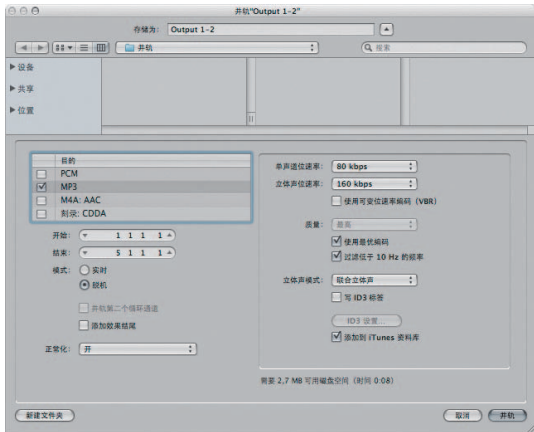 并轨"Output 1-2"
存储为: Output 1-2
并轨
搜索
设备
共享
位置
目的
PCM
MP3
M4A: AAC
刻录: CDDA
开始: 1 1 1 1
结束: 5 1 1 1
模式: 实时
脱机
并轨第二个循环通道
添加效果结尾
正常化: 开
单声道位速率: 80 kbps
立体声位速率: 160 kbps
使用可变位速率编码 (VBR)
质量: 最高
使用最优编码
过滤低于 10 Hz 的频率
立体声模式: 联合立体声
写 ID3 标签
ID3 设置...
添加到 iTunes 资料库
需要 2.7 MB 可用磁盘空间 (时间 0:08)
新建文件夹
取消
并轨